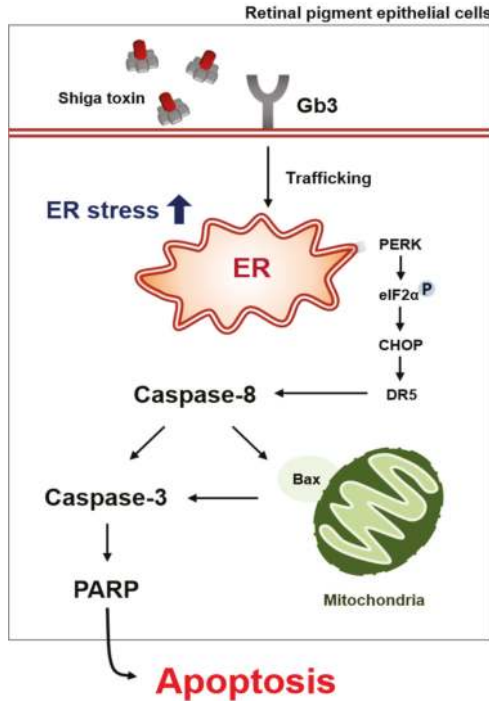 Retinal pigment epithelial cells
Shiga toxin
Gb3
Trafficking
ER stress
ER
PERK
eIF2α P
CHOP
DR5
Caspase-8
Bax
Caspase-3
Mitochondria
PARP
Apoptosis